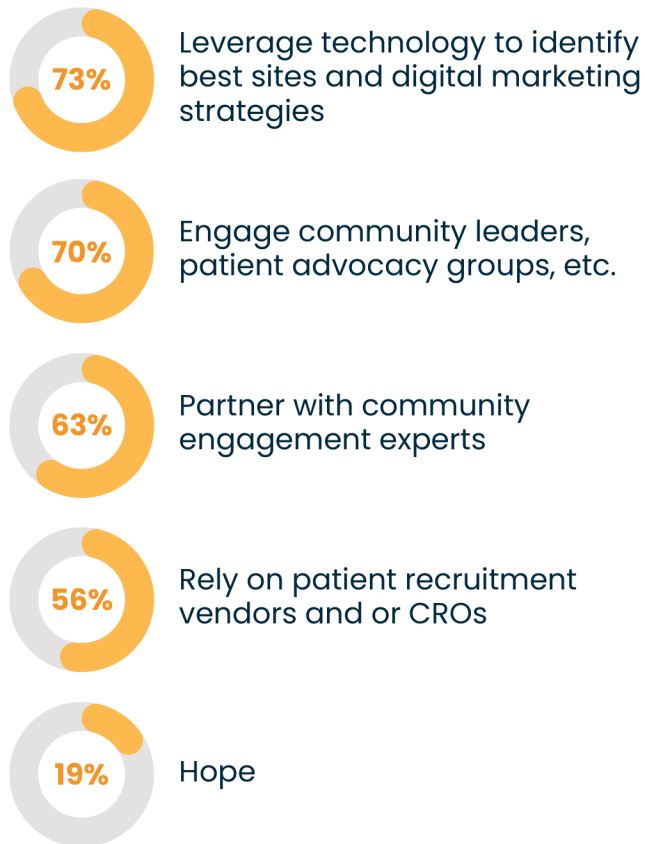 73%
Leverage technology to identify
best sites and digital marketing
strategies
70%
Engage community leaders,
patient advocacy groups, etc.
63%
Partner with community
engagement experts
56%
Rely on patient recruitment
vendors and or CROs
19%
Hope